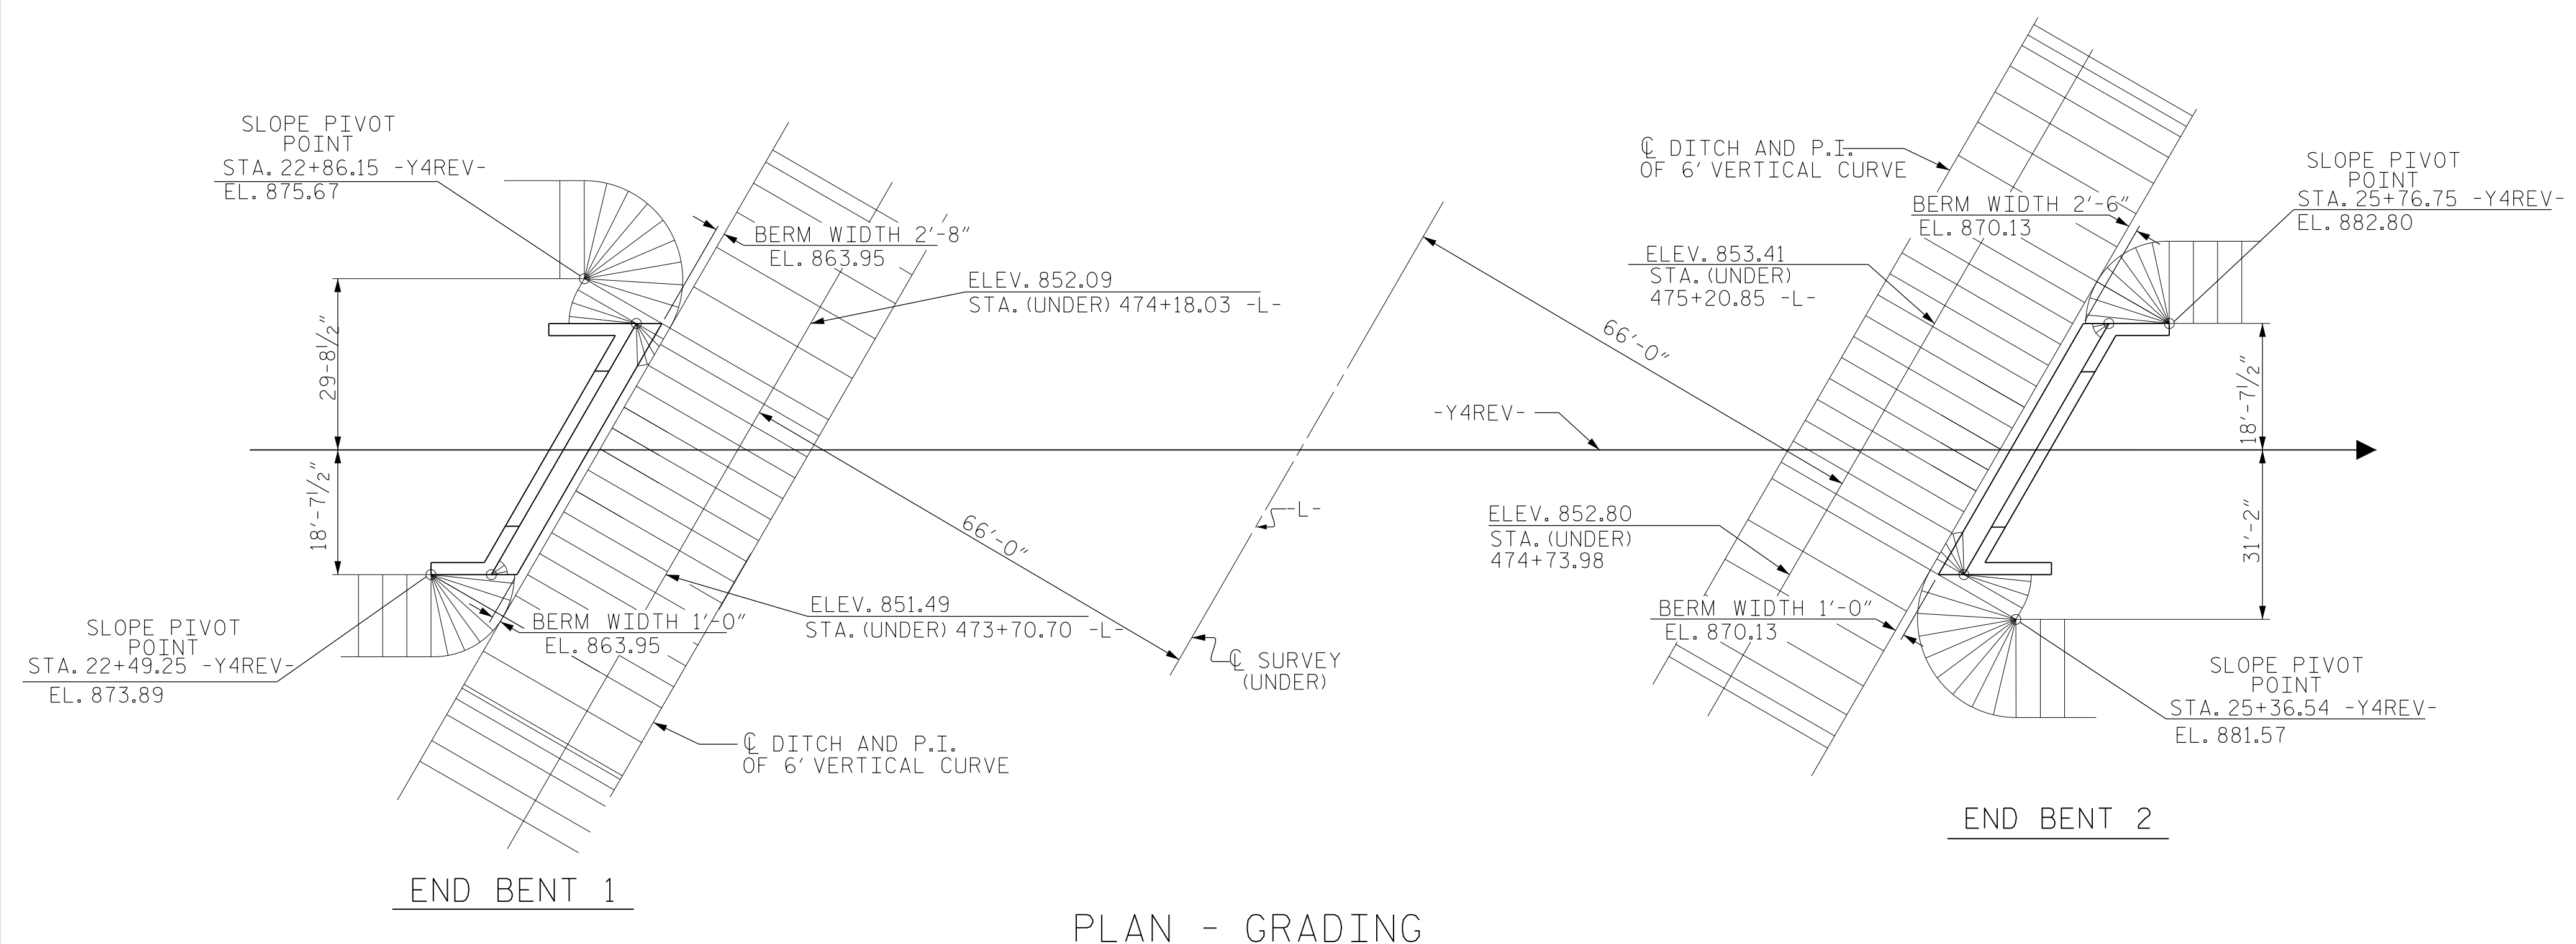 SLOPE PIVOT
POINT
STA. 22+86.15 -Y4REV-
EL. 875.67
29-8 1/2"
18'-7 1/2"
SLOPE PIVOT
POINT
STA. 22+49.25 -Y4REV-
EL. 873.89
BERM WIDTH 2'-8"
EL. 863.95
ELEV. 852.09
STA. (UNDER) 474+18.03 -L-
66'-0"
BERM WIDTH 1'-0"
EL. 863.95
ELEV. 851.49
STA. (UNDER) 473+70.70 -L-
℄ DITCH AND P.I.
OF 6' VERTICAL CURVE
END BENT 1
-L-
℄ SURVEY
(UNDER)
-Y4REV-
℄ DITCH AND P.I.
OF 6' VERTICAL CURVE
BERM WIDTH 2'-6"
EL. 870.13
ELEV. 853.41
STA. (UNDER)
475+20.85 -L-
66'-0"
SLOPE PIVOT
POINT
STA. 25+76.75 -Y4REV-
EL. 882.80
18'-7 1/2"
31'-2"
ELEV. 852.80
STA. (UNDER)
474+73.98
BERM WIDTH 1'-0"
EL. 870.13
SLOPE PIVOT
POINT
STA. 25+36.54 -Y4REV-
EL. 881.57
END BENT 2
PLAN - GRADING